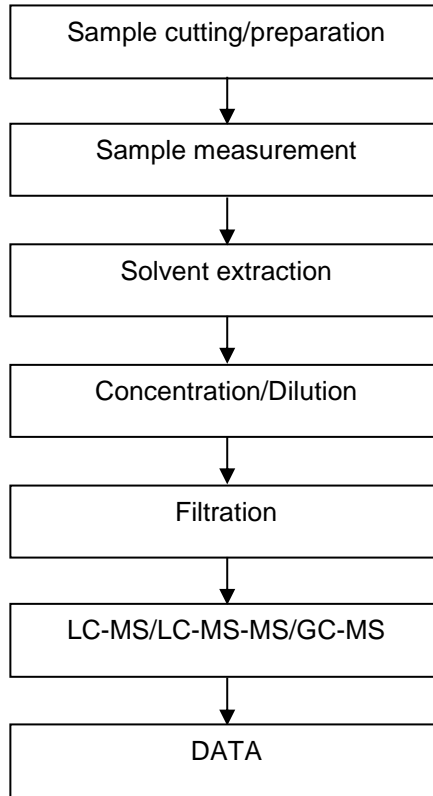 Sample cutting/preparation
Sample measurement
Solvent extraction
Concentration/Dilution
Filtration
LC-MS/LC-MS-MS/GC-MS
DATA